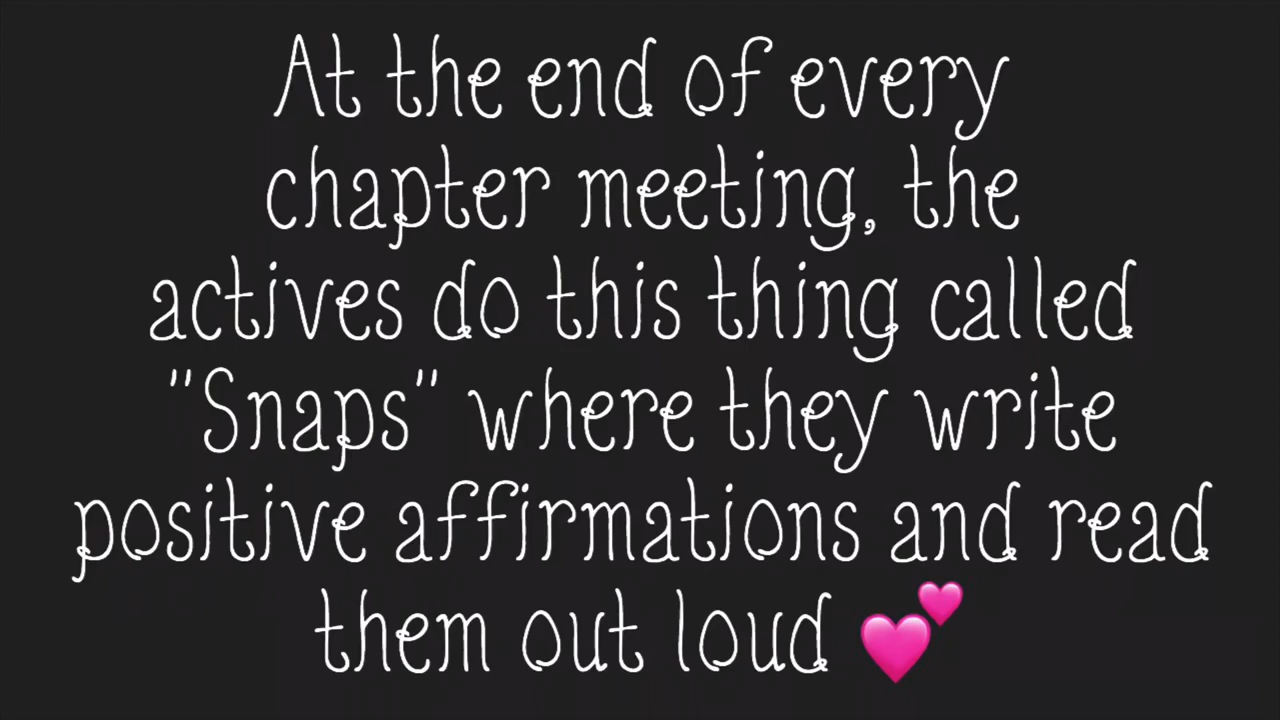 At the end of every
chapter meeting, the
actives do this thing called
"Snaps" where they write
positive affirmations and read
them out loud 💕